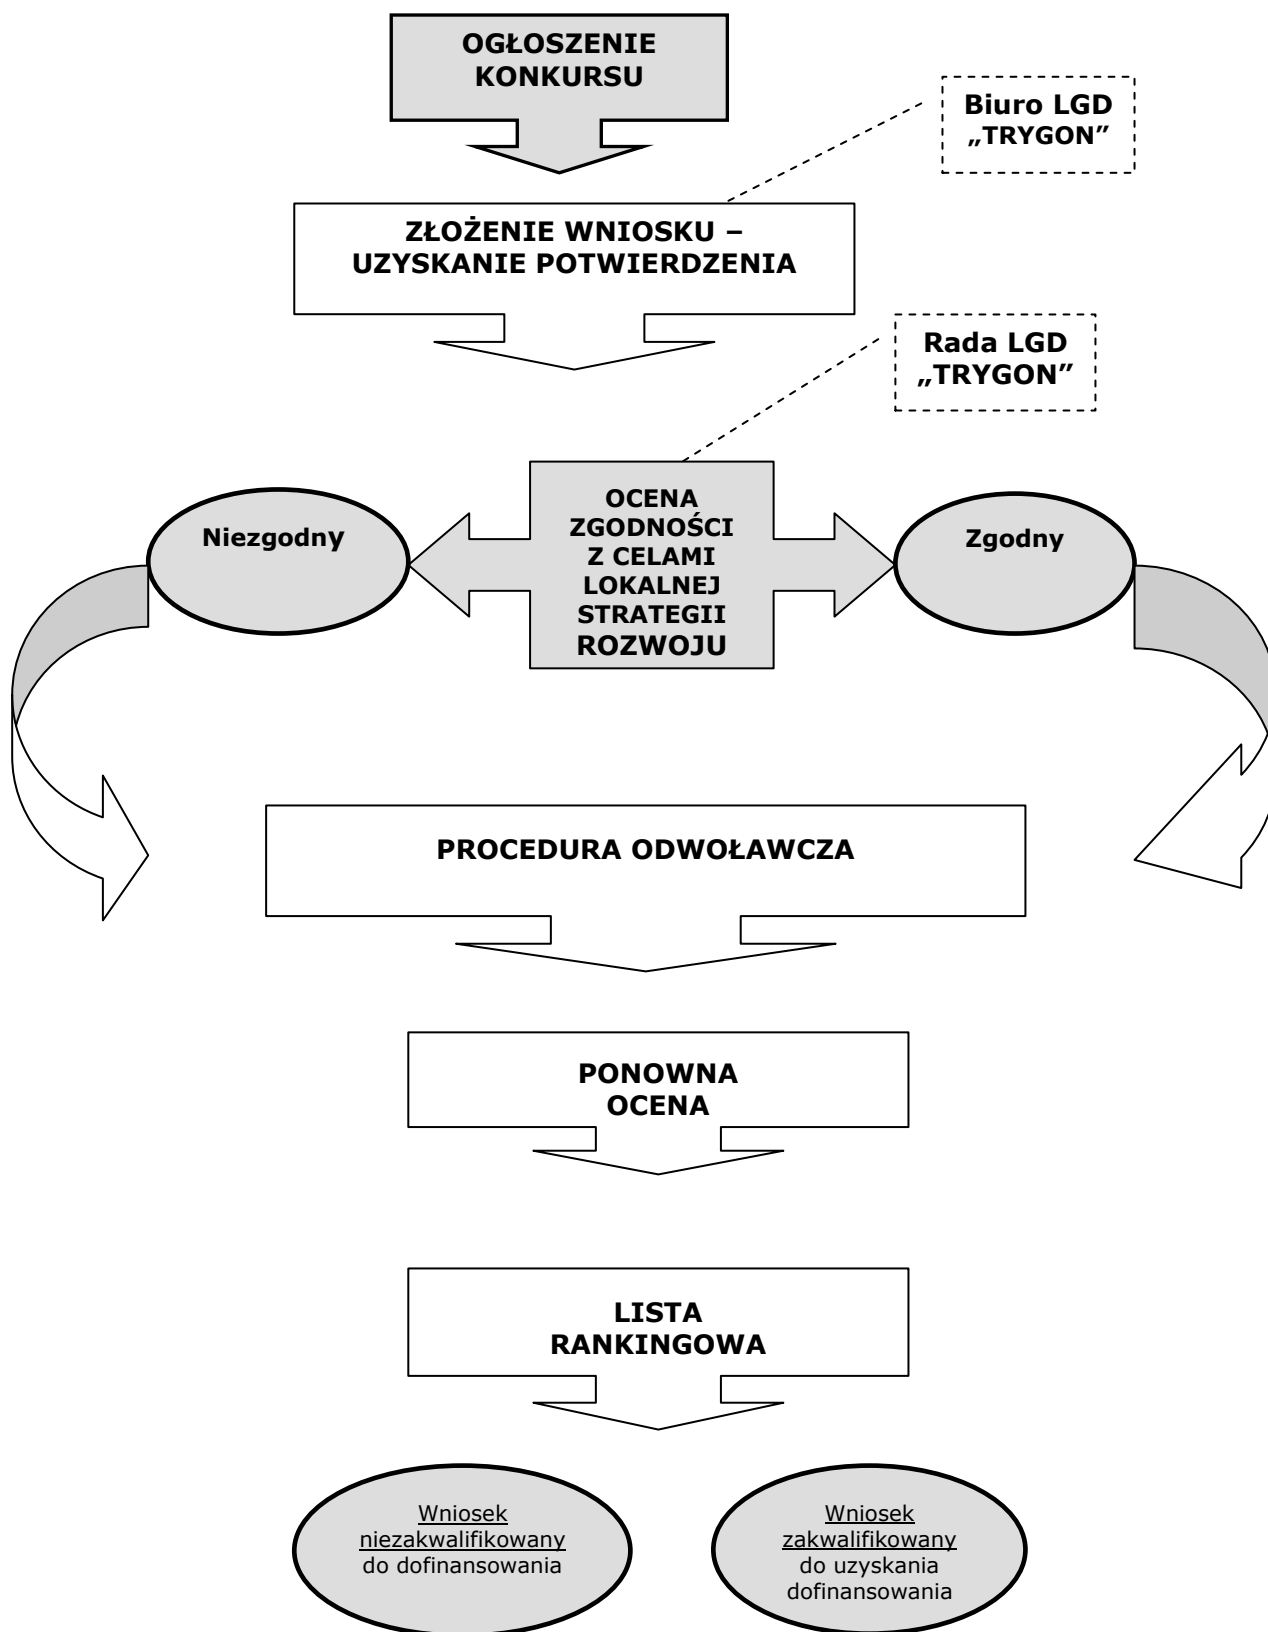 OGŁOSZENIE
KONKURSU
Biuro LGD
„TRYGON”
ZŁOŻENIE WNIOSKU –
UZYSKANIE POTWIERDZENIA
Rada LGD
„TRYGON”
Niezgodny
OCENA
ZGODNOŚCI
Z CELAMI
LOKALNEJ
STRATEGII
ROZWOJU
Zgodny
PROCEDURA ODWOŁAWCZA
PONOWNA
OCENA
LISTA
RANKINGOWA
Wniosek
niezakwalifikowany
do dofinansowania
Wniosek
zakwalifikowany
do uzyskania
dofinansowania